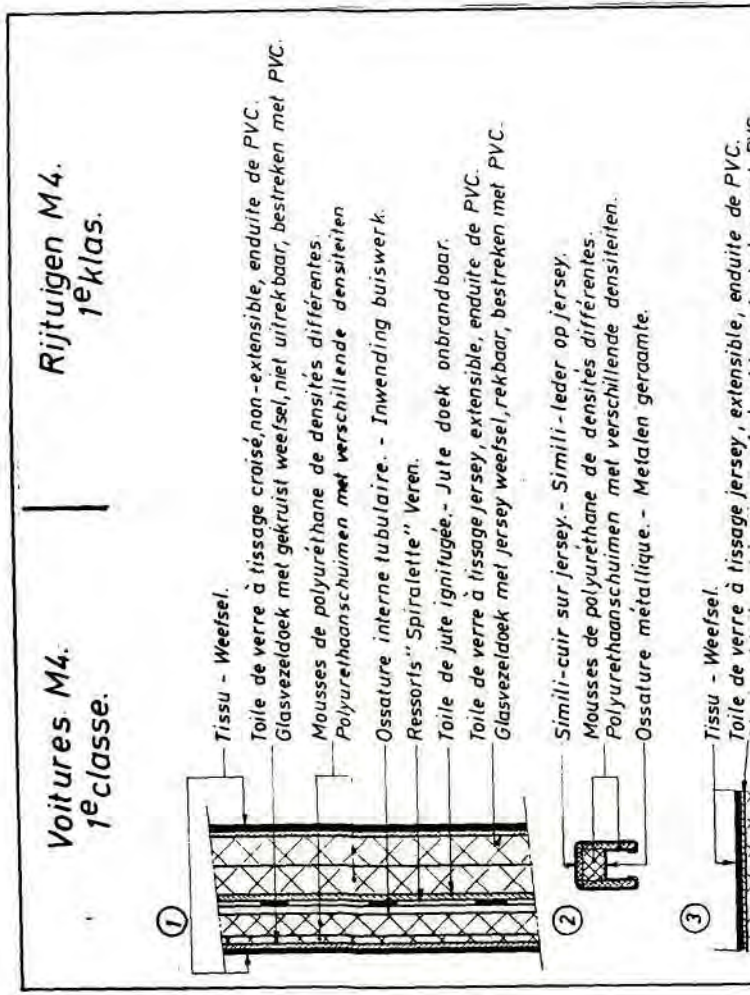 Voitures M4.
1e classe.
Rijtuigen M4.
1e klas.
1
Tissu - Weefsel.
Toile de verre à tissage croisé, non-extensible, enduite de PVC.
Glasvezeldoek met gekruist weefsel, niet uitrekbaar, bestreken met PVC.
Mousses de polyuréthane de densités différentes.
Polyurethaanschuimen met verschillende densiteiten
Ossature interne tubulaire. - Inwending buiswerk.
Ressorts "Spiralette" Veren.
Toile de jute ignifugée. - Jute doek onbrandbaar.
Toile de verre à tissage jersey, extensible, enduite de PVC.
Glasvezeldoek met jersey weefsel, rekbaar, bestreken met PVC.
2
Simili-cuir sur jersey. - Simili-leder op jersey.
Mousses de polyuréthane de densités différentes.
Polyurethaanschuimen met verschillende densiteiten.
Ossature métallique. - Metalen geraamte.
3
Tissu - Weefsel.
Toile de verre à tissage jersey, extensible, enduite de PVC.
PVC.